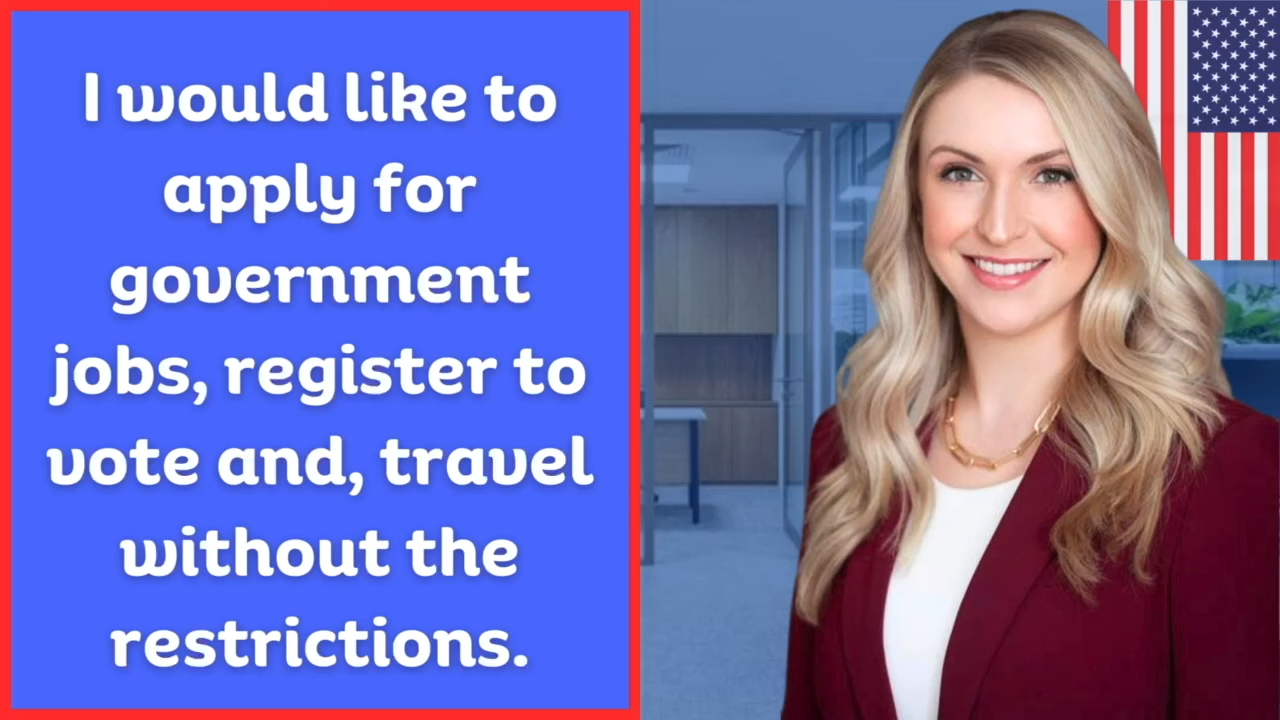 I would like to
apply for
government
jobs, register to
vote and, travel
without the
restrictions.